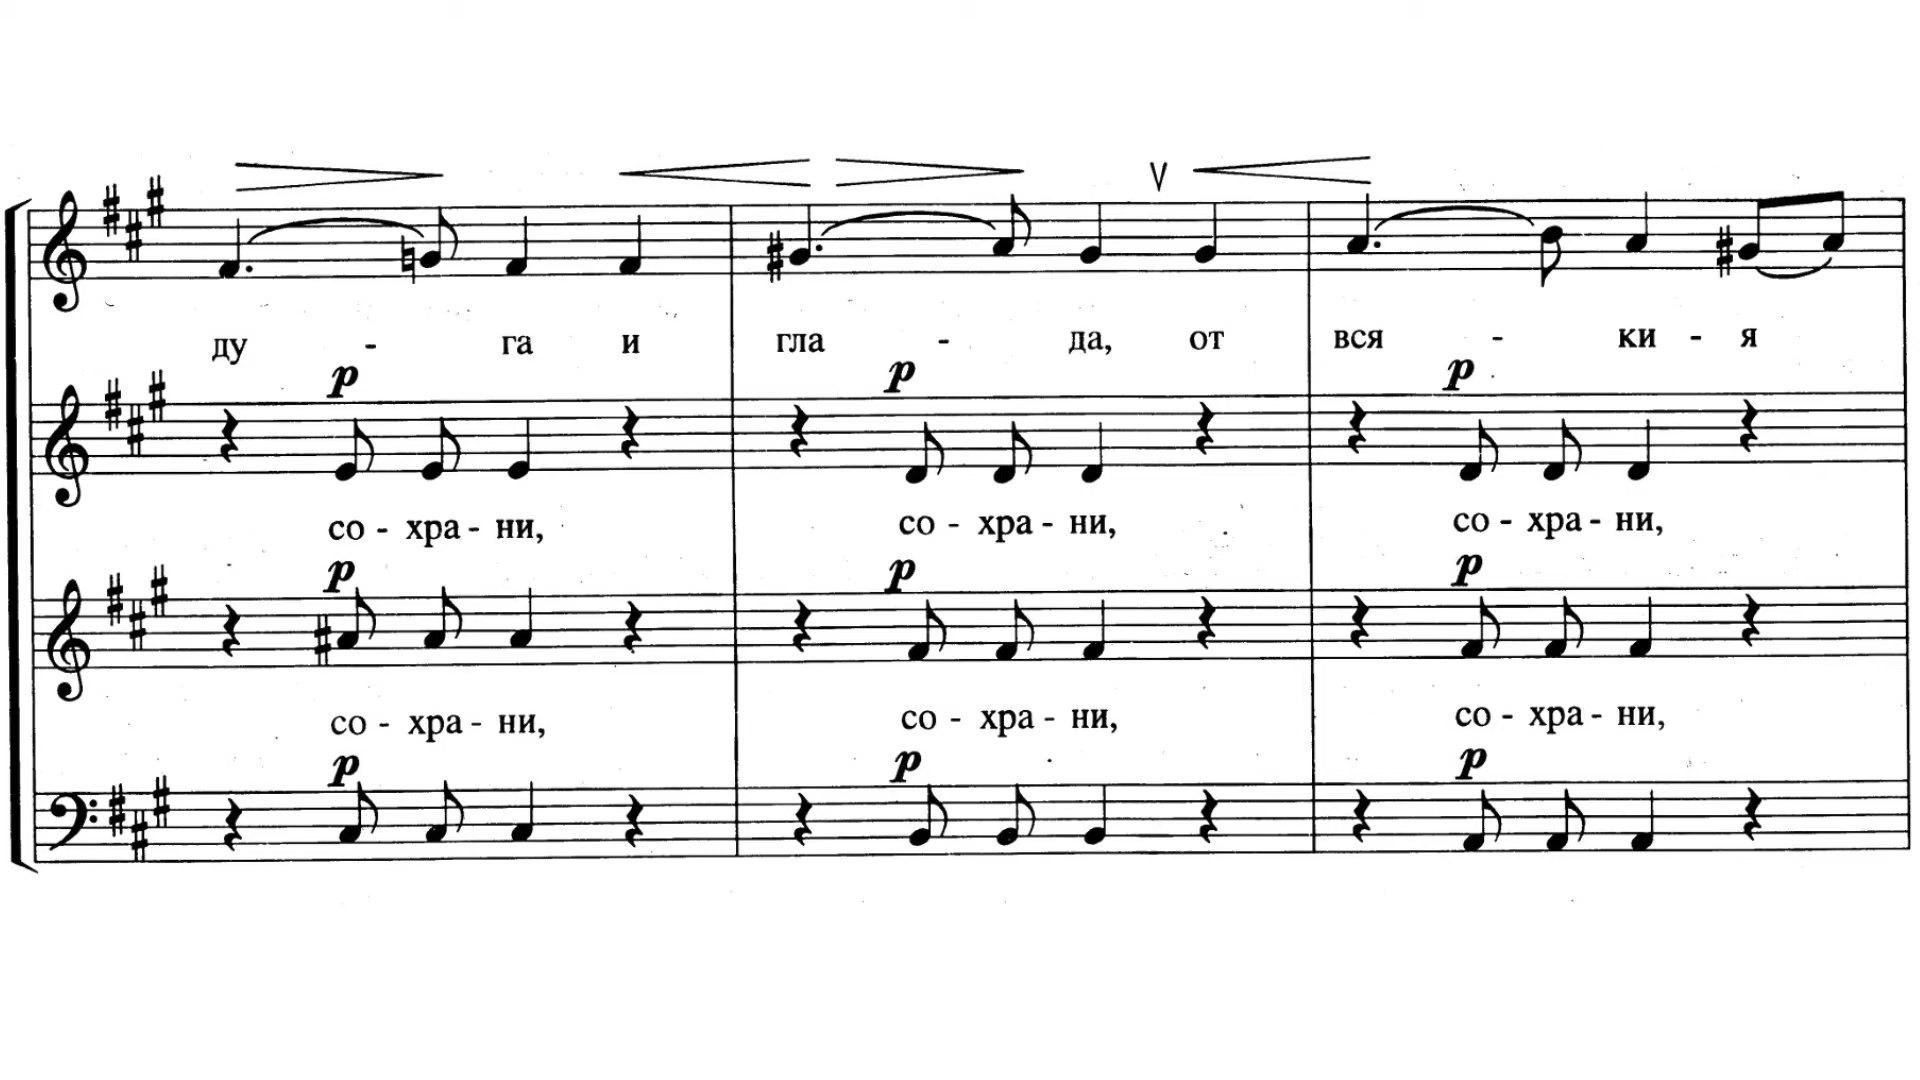 ду - га и гла - да, от вся - ки - я
p p p
со - хра - ни, со - хра - ни, со - хра - ни,
p p p
со - хра - ни, со - хра - ни, со - хра - ни,
p p p